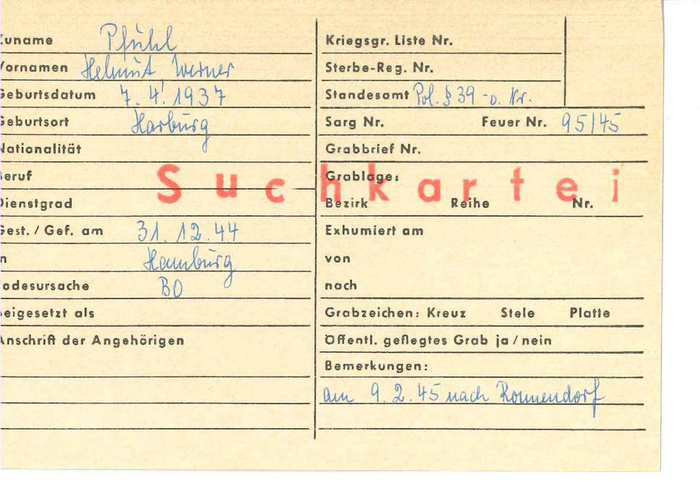 Zuname Pfuhl
Vornamen Helmut, Werner
Geburtsdatum 7.4.1937
Geburtsort Harburg
Nationalität
Beruf
Dienstgrad
Gest. / Gef. am 31.12.44
in Hamburg
Todesursache BO
Beigesetzt als
Anschrift der Angehörigen
Kriegsgr. Liste Nr.
Sterbe-Reg. Nr.
Standesamt Pol. § 39 - o. Nr.
Sarg Nr. Feuer Nr. 95/45
Grabbrief Nr.
Grablage:
Suchkartei
Bezirk Reihe Nr.
Exhumiert am
von
nach
Grabzeichen: Kreuz Stele Platte
Öffentl. gepflegtes Grab ja / nein
Bemerkungen:
am 9.2.45 nach